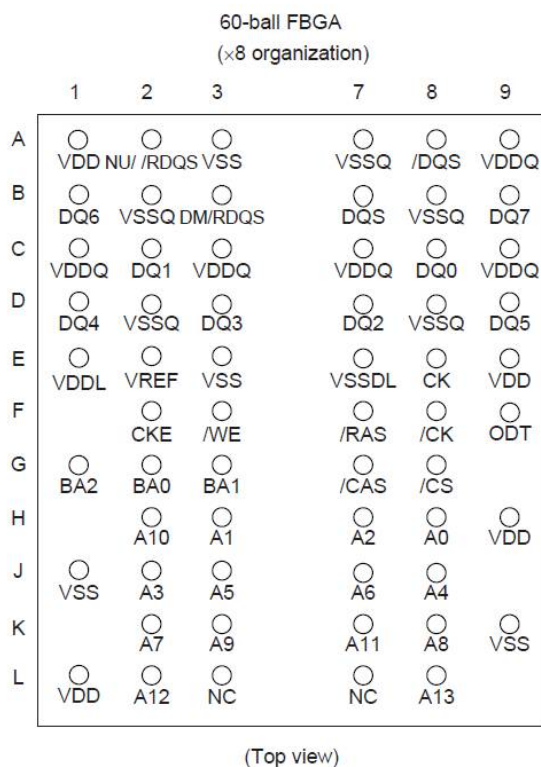 60-ball FBGA
(×8 organization)
1 2 3 7 8 9
A
VDD NU/ /RDQS VSS VSSQ /DQS VDDQ
B
DQ6 VSSQ DM/RDQS DQS VSSQ DQ7
C
VDDQ DQ1 VDDQ VDDQ DQ0 VDDQ
D
DQ4 VSSQ DQ3 DQ2 VSSQ DQ5
E
VDDL VREF VSS VSSDL CK VDD
F
CKE /WE /RAS /CK ODT
G
BA2 BA0 BA1 /CAS /CS
H
A10 A1 A2 A0 VDD
J
VSS A3 A5 A6 A4
K
A7 A9 A11 A8 VSS
L
VDD A12 NC NC A13
(Top view)